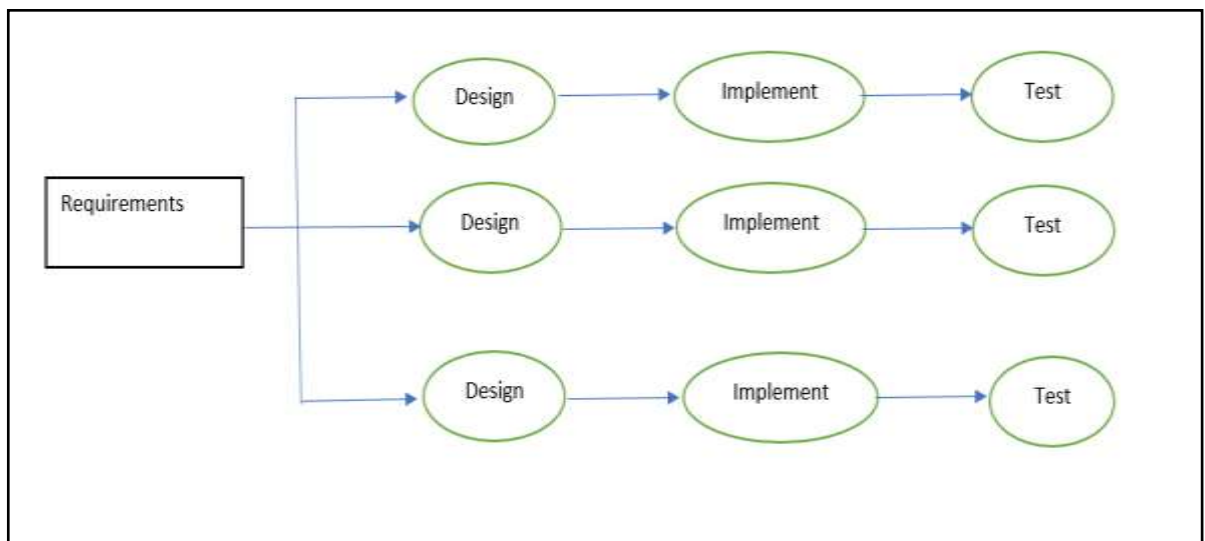 Design
Implement
Test
Requirements
Design
Implement
Test
Design
Implement
Test